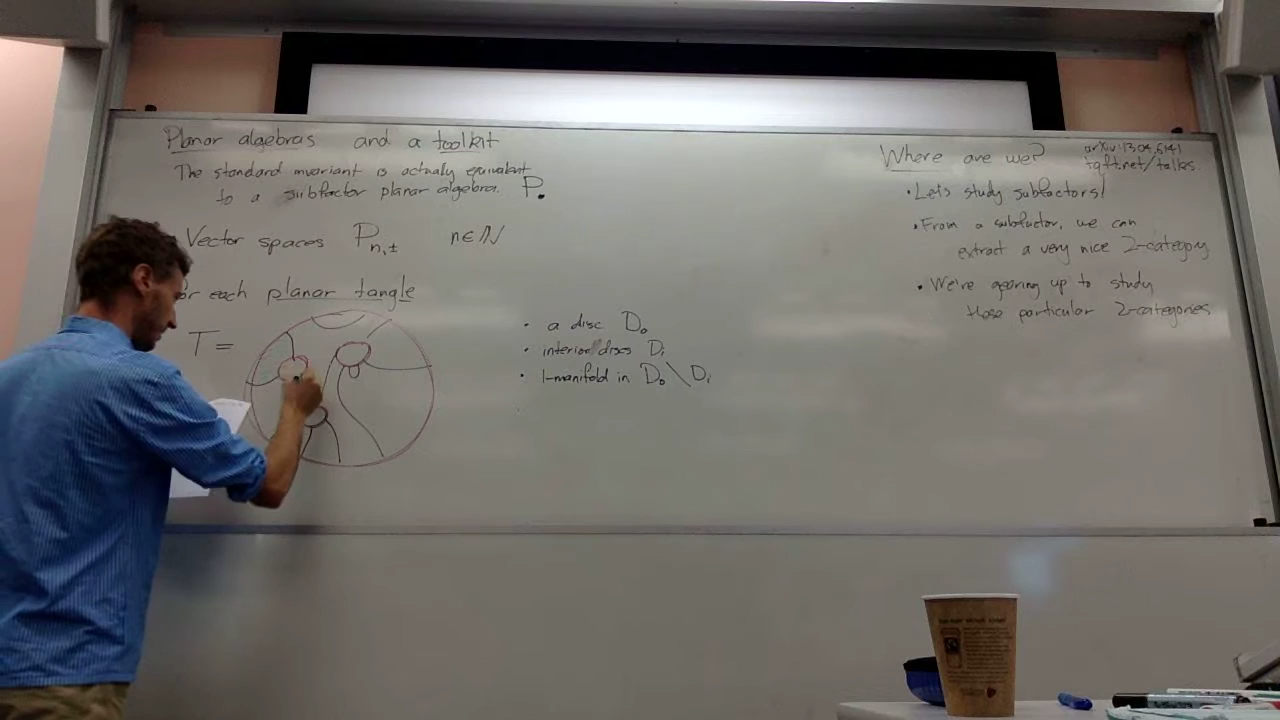 Planar algebras and a toolkit
The standard invariant is actually equivalent
to a subfactor planar algebra. P.
Vector spaces P n,± n∈ℕ
or each planar tangle
T =
• a disc D₀
• interior discs Dᵢ
• 1-manifold in D₀ \ Dᵢ
Where are we?
arXiv:1304.6141
tqft.net/talks
• Lets study subfactors!
• From a subfactor, we can
extract a very nice 2-category
• We're gearing up to study
those particular 2-categories